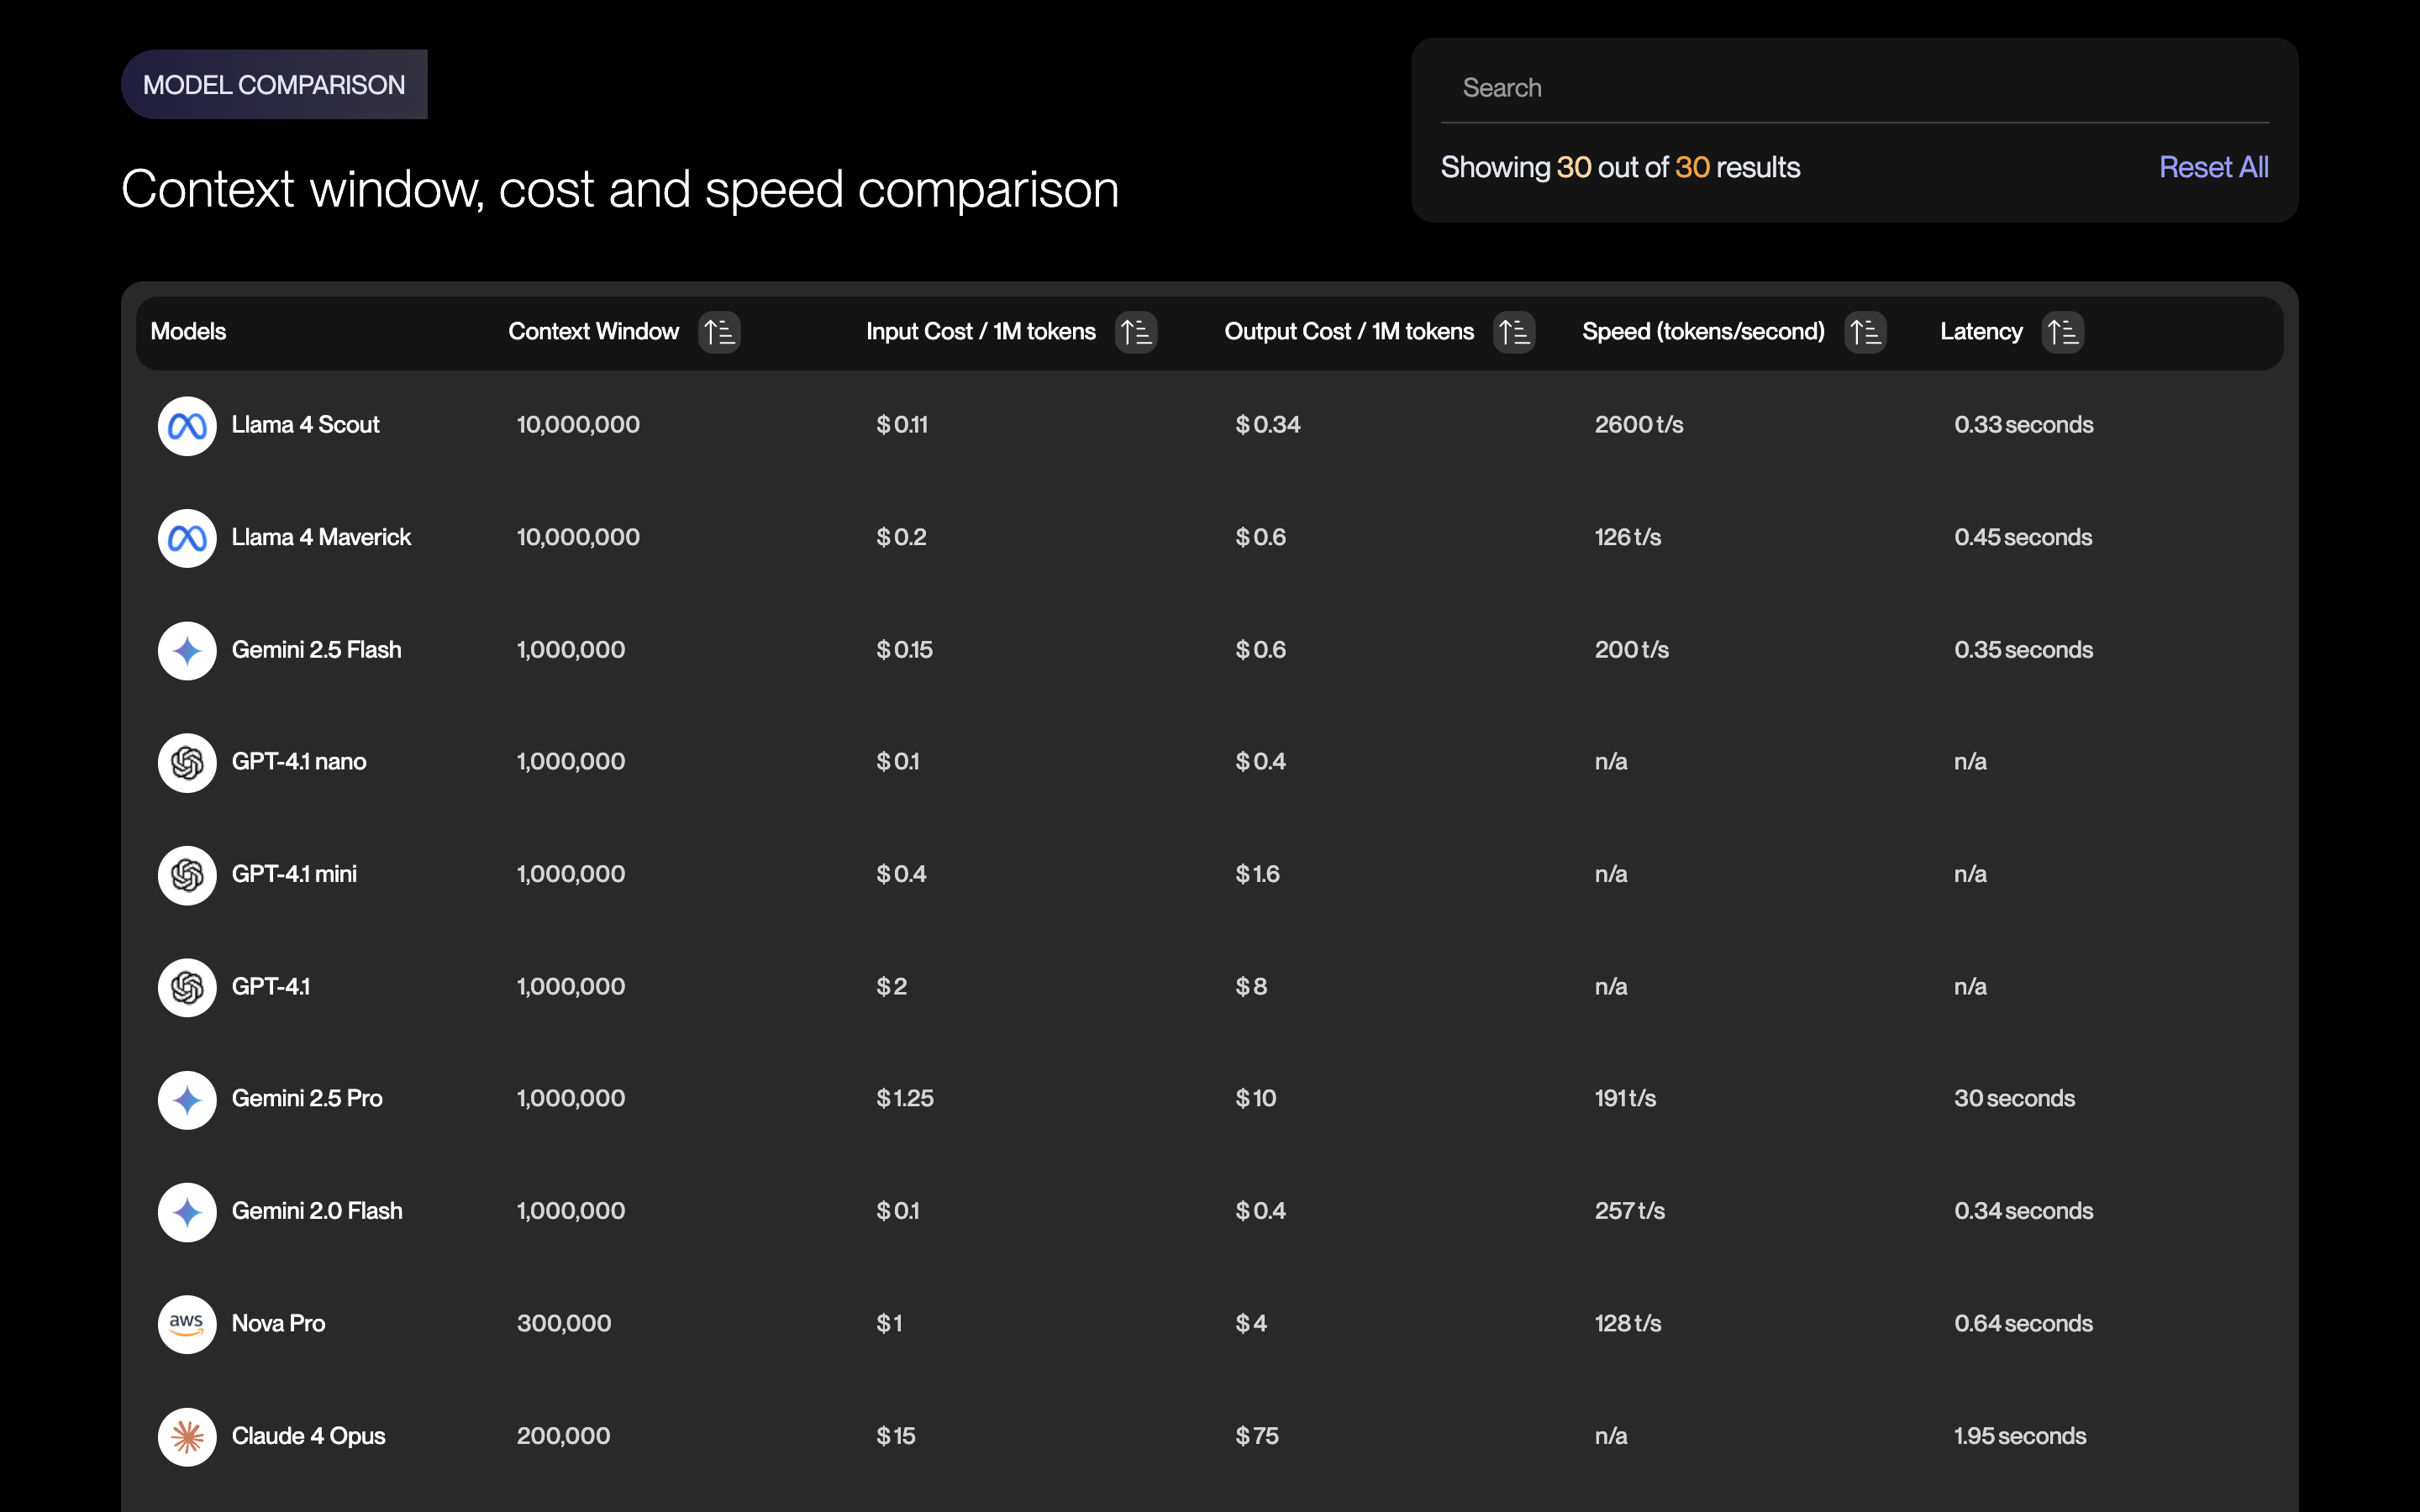 MODEL COMPARISON
Context window, cost and speed comparison
Search
Showing 30 out of 30 results Reset All
Models Context Window Input Cost / 1M tokens Output Cost / 1M tokens Speed (tokens/second) Latency
Llama 4 Scout 10,000,000 $0.11 $0.34 2600 t/s 0.33 seconds
Llama 4 Maverick 10,000,000 $0.2 $0.6 126 t/s 0.45 seconds
Gemini 2.5 Flash 1,000,000 $0.15 $0.6 200 t/s 0.35 seconds
GPT-4.1 nano 1,000,000 $0.1 $0.4 n/a n/a
GPT-4.1 mini 1,000,000 $0.4 $1.6 n/a n/a
GPT-4.1 1,000,000 $2 $8 n/a n/a
Gemini 2.5 Pro 1,000,000 $1.25 $10 191 t/s 30 seconds
Gemini 2.0 Flash 1,000,000 $0.1 $0.4 257 t/s 0.34 seconds
aws Nova Pro 300,000 $1 $4 128 t/s 0.64 seconds
Claude 4 Opus 200,000 $15 $75 n/a 1.95 seconds